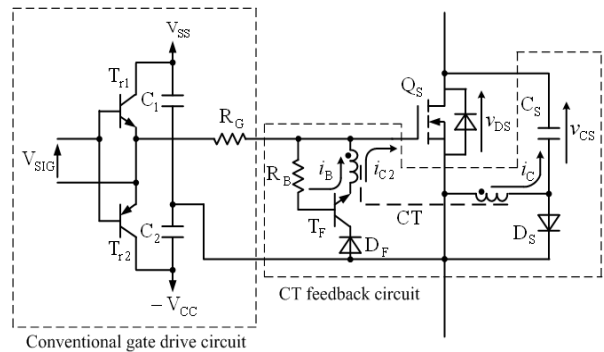 V_SS
T_r1
C_1
Q_S
C_S
R_G
v_DS
v_CS
V_SIG
R_B
i_B
i_C2
i_C
CT
T_F
C_2
D_S
T_r2
D_F
– V_CC
CT feedback circuit
Conventional gate drive circuit